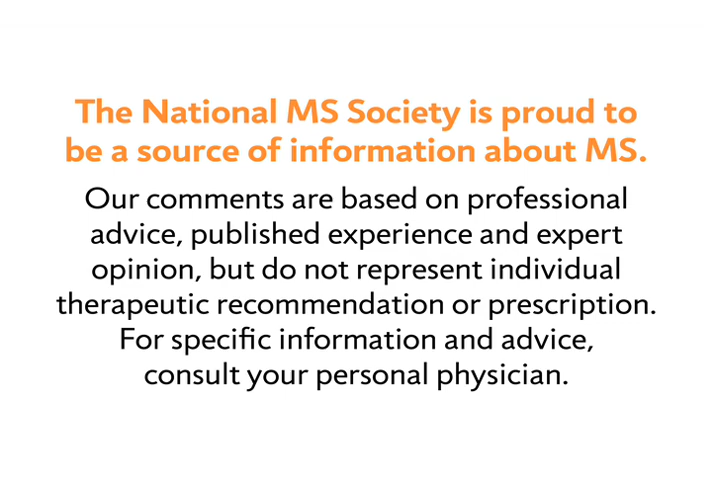 The National MS Society is proud to
be a source of information about MS.
Our comments are based on professional
advice, published experience and expert
opinion, but do not represent individual
therapeutic recommendation or prescription.
For specific information and advice,
consult your personal physician.